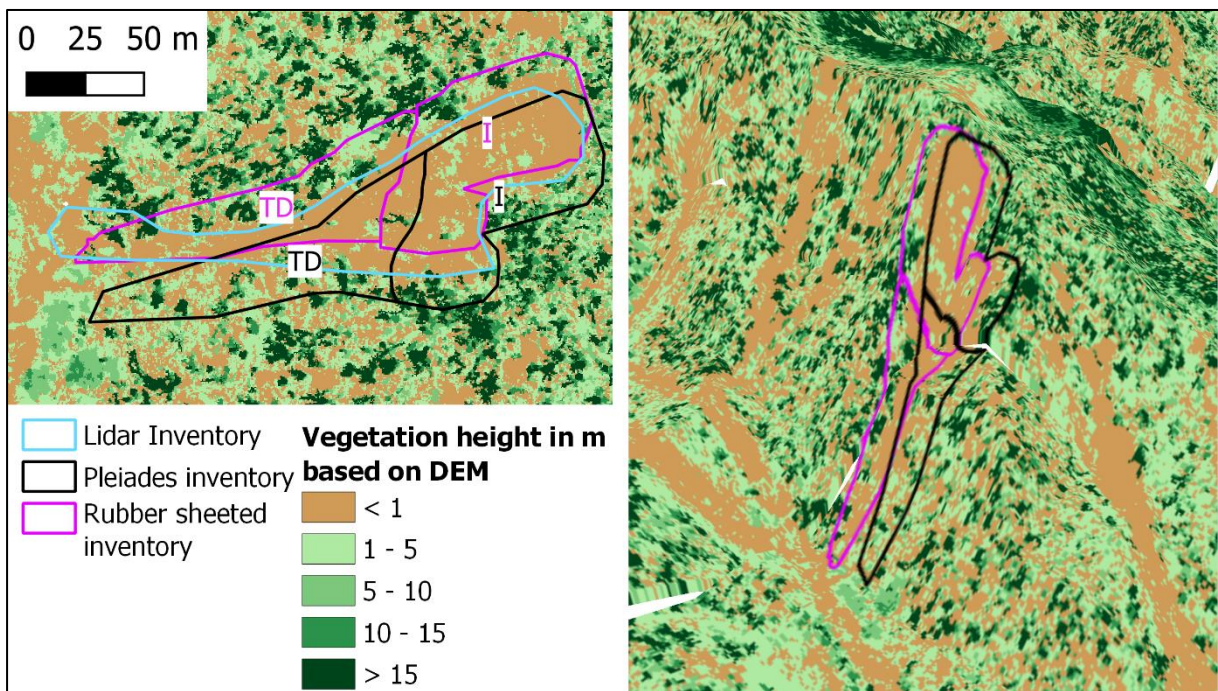 0 25 50 m
I
I
TD
TD
Lidar Inventory
Pleiades inventory
Rubber sheeted
inventory
Vegetation height in m
based on DEM
< 1
1 - 5
5 - 10
10 - 15
> 15